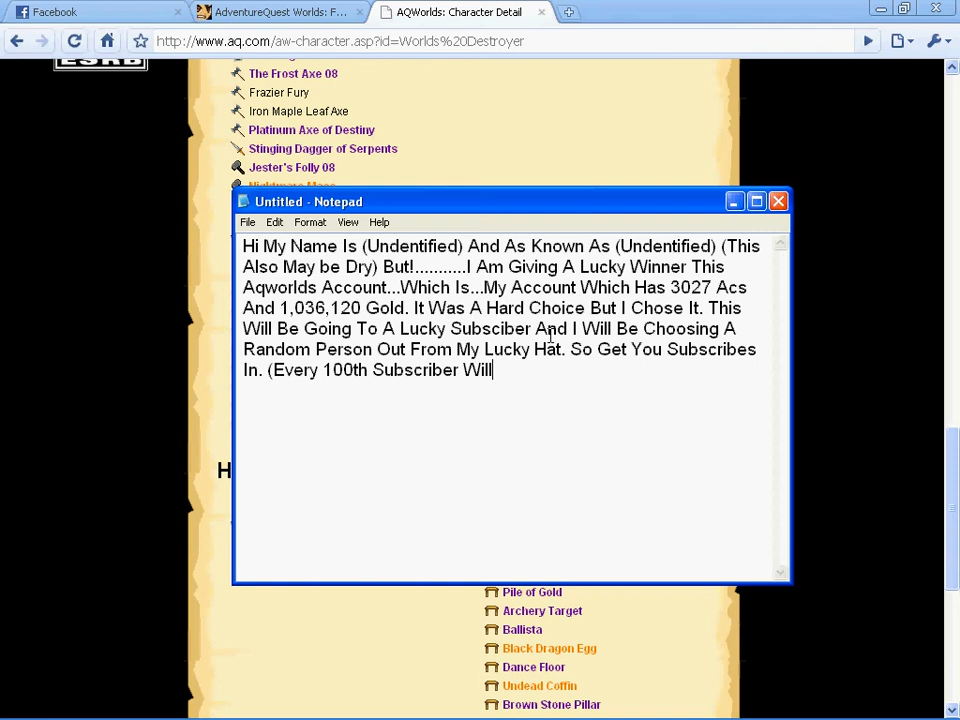 Facebook
AdventureQuest Worlds: F...
AQWorlds: Character Detail
http://www.aq.com/aw-character.asp?id=Worlds%20Destroyer
ESRB
The Frost Axe 08
Frazier Fury
Iron Maple Leaf Axe
Platinum Axe of Destiny
Stinging Dagger of Serpents
Jester's Folly 08
Nightmare Mace
Untitled - Notepad
File Edit Format View Help
Hi My Name Is (Undentified) And As Known As (Undentified) (This
Also May be Dry) But!..........I Am Giving A Lucky Winner This
Aqworlds Account...Which Is...My Account Which Has 3027 Acs
And 1,036,120 Gold. It Was A Hard Choice But I Chose It. This
Will Be Going To A Lucky Subsciber And I Will Be Choosing A
Random Person Out From My Lucky Hat. So Get You Subscribes
In. (Every 100th Subscriber Will
H
Pile of Gold
Archery Target
Ballista
Black Dragon Egg
Dance Floor
Undead Coffin
Brown Stone Pillar